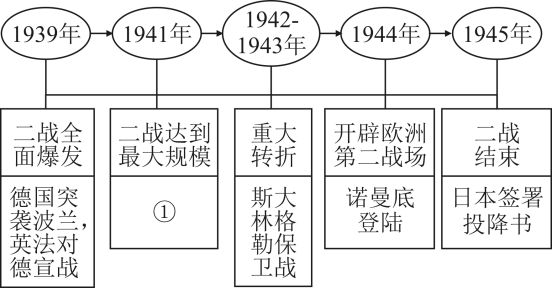 1939年
1941年
1942-
1943年
1944年
1945年
二战全
面爆发
德国突
袭波兰，
英法对
德宣战
二战达到
最大规模
①
重大
转折
斯大
林格
勒保
卫战
开辟欧洲
第二战场
诺曼底
登陆
二战
结束
日本签署
投降书